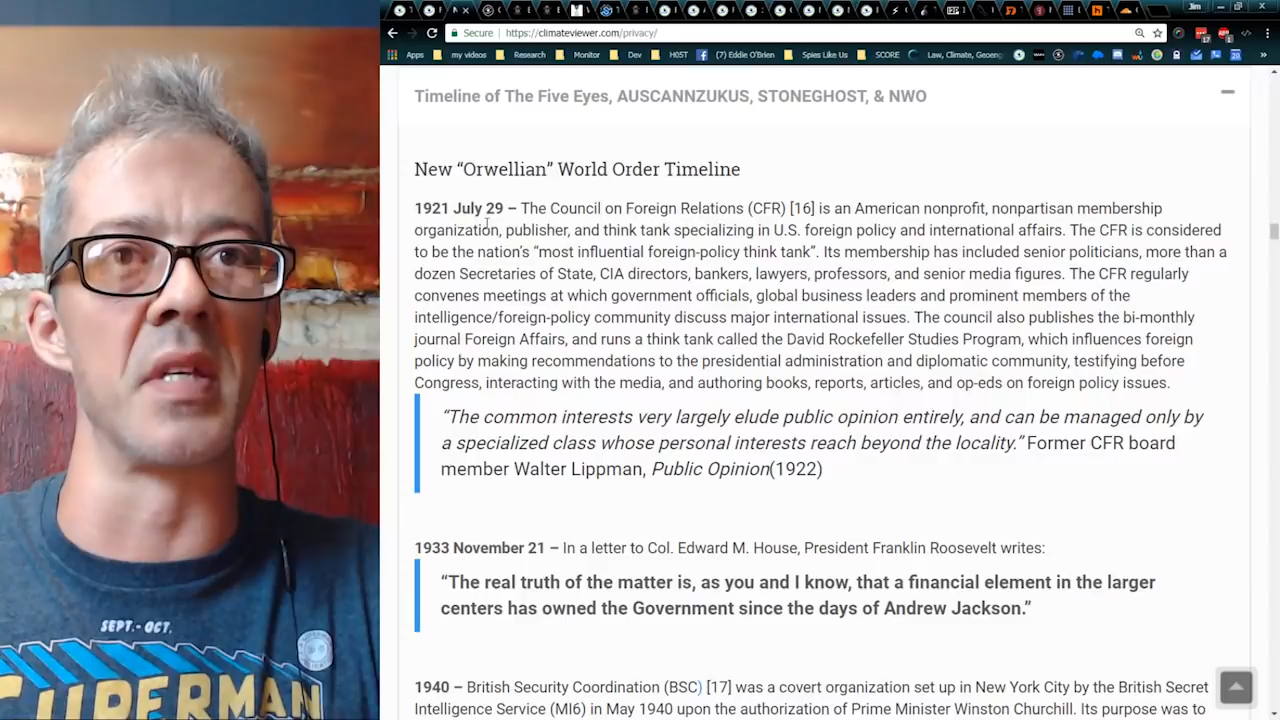 Jim
Secure
https://climateviewer.com/privacy/
Apps my videos Research Monitor Dev H0ST (7) Eddie O'Brien Spies Like Us SCORE Law, Climate, Geoeng
Timeline of The Five Eyes, AUSCANNZUKUS, STONEGHOST, & NWO
New “Orwellian” World Order Timeline
1921 July 29 – The Council on Foreign Relations (CFR) [16] is an American nonprofit, nonpartisan membership
organization, publisher, and think tank specializing in U.S. foreign policy and international affairs. The CFR is considered
to be the nation's “most influential foreign-policy think tank”. Its membership has included senior politicians, more than a
dozen Secretaries of State, CIA directors, bankers, lawyers, professors, and senior media figures. The CFR regularly
convenes meetings at which government officials, global business leaders and prominent members of the
intelligence/foreign-policy community discuss major international issues. The council also publishes the bi-monthly
journal Foreign Affairs, and runs a think tank called the David Rockefeller Studies Program, which influences foreign
policy by making recommendations to the presidential administration and diplomatic community, testifying before
Congress, interacting with the media, and authoring books, reports, articles, and op-eds on foreign policy issues.
“The common interests very largely elude public opinion entirely, and can be managed only by
a specialized class whose personal interests reach beyond the locality.” Former CFR board
member Walter Lippman, Public Opinion(1922)
1933 November 21 – In a letter to Col. Edward M. House, President Franklin Roosevelt writes:
“The real truth of the matter is, as you and I know, that a financial element in the larger
centers has owned the Government since the days of Andrew Jackson.”
1940 – British Security Coordination (BSC) [17] was a covert organization set up in New York City by the British Secret
Intelligence Service (MI6) in May 1940 upon the authorization of Prime Minister Winston Churchill. Its purpose was to
SEPT.-OCT.
SUPERMAN